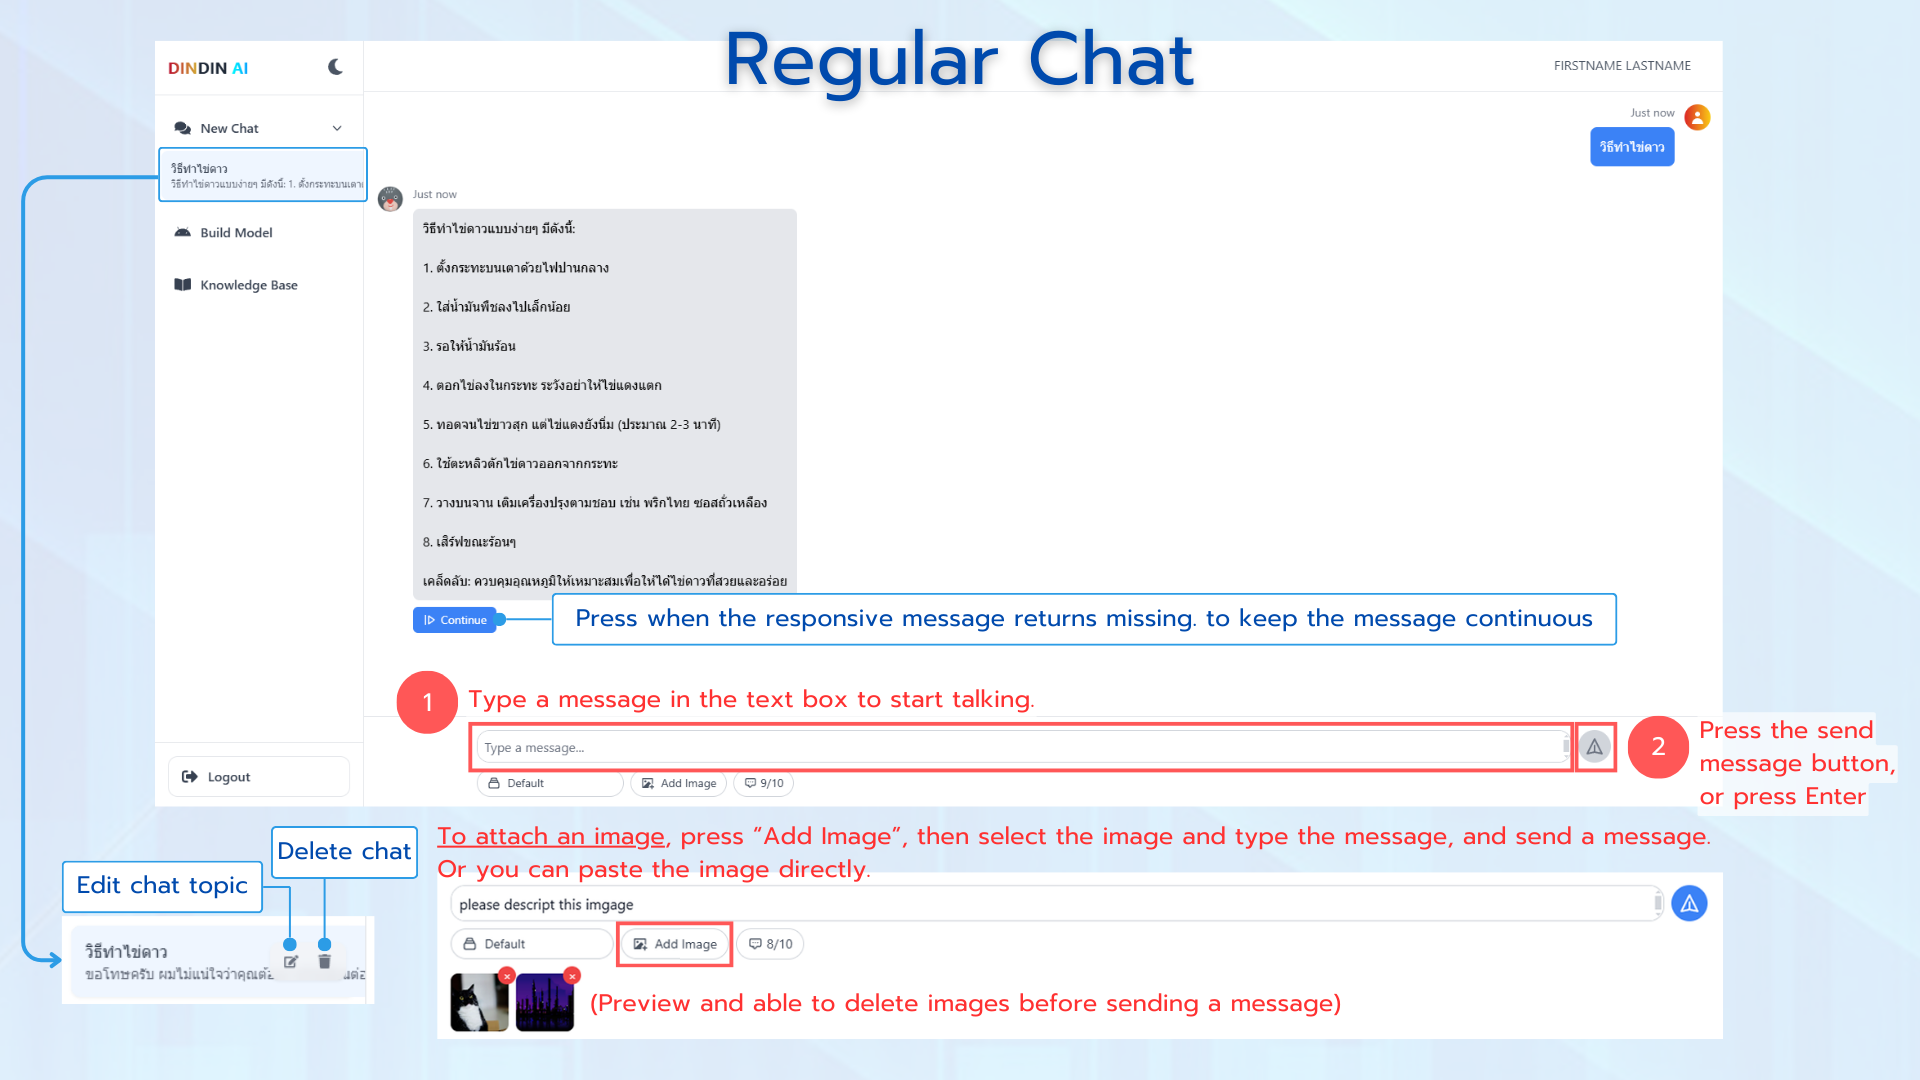 Regular Chat
DINDIN AI
FIRSTNAME LASTNAME
New Chat
วิธีทำไข่ดาว
วิธีทำไข่ดาวแบบง่ายๆ มีดังนี้: 1. ตั้งกระทะบนเตา
Build Model
Knowledge Base
Logout
Just now
วิธีทำไข่ดาว
Just now
วิธีทำไข่ดาวแบบง่ายๆ มีดังนี้:
1. ตั้งกระทะบนเตาด้วยไฟปานกลาง
2. ใส่น้ำมันพืชลงไปเล็กน้อย
3. รอให้น้ำมันร้อน
4. ตอกไข่ลงในกระทะ ระวังอย่าให้ไข่แดงแตก
5. ทอดจนไข่ขาวสุก แต่ไข่แดงยังนิ่ม (ประมาณ 2-3 นาที)
6. ใช้ตะหลิวตักไข่ดาวออกจากกระทะ
7. วางบนจาน เติมเครื่องปรุงตามชอบ เช่น พริกไทย ซอสถั่วเหลือง
8. เสิร์ฟขณะร้อนๆ
เคล็ดลับ: ควบคุมอุณหภูมิให้เหมาะสมเพื่อให้ได้ไข่ดาวที่สวยและอร่อย
Continue
Press when the responsive message returns missing. to keep the message continuous
1
Type a message in the text box to start talking.
Type a message...
Default
Add Image
9/10
2
Press the send
message button,
or press Enter
To attach an image, press “Add Image”, then select the image and type the message, and send a message.
Or you can paste the image directly.
please descript this imgage
Default
Add Image
8/10
(Preview and able to delete images before sending a message)
Delete chat
Edit chat topic
วิธีทำไข่ดาว
ขอโทษครับ ผมไม่แน่ใจว่าคุณต้อ